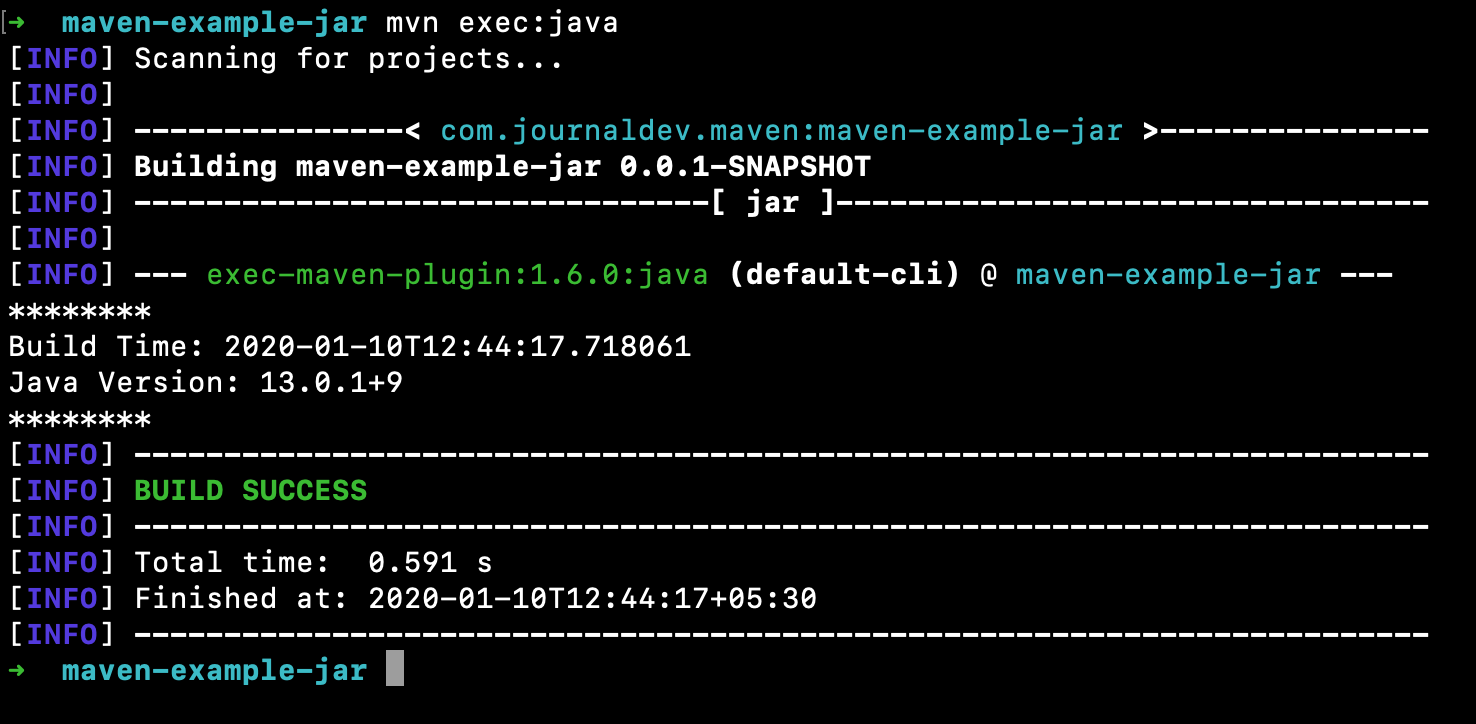 [➜  maven-example-jar mvn exec:java
[INFO] Scanning for projects...
[INFO]
[INFO] ---------------< com.journaldev.maven:maven-example-jar >---------------
[INFO] Building maven-example-jar 0.0.1-SNAPSHOT
[INFO] --------------------------------[ jar ]---------------------------------
[INFO]
[INFO] --- exec-maven-plugin:1.6.0:java (default-cli) @ maven-example-jar ---
********
Build Time: 2020-01-10T12:44:17.718061
Java Version: 13.0.1+9
********
[INFO] ------------------------------------------------------------------------
[INFO] BUILD SUCCESS
[INFO] ------------------------------------------------------------------------
[INFO] Total time:  0.591 s
[INFO] Finished at: 2020-01-10T12:44:17+05:30
[INFO] ------------------------------------------------------------------------
➜  maven-example-jar